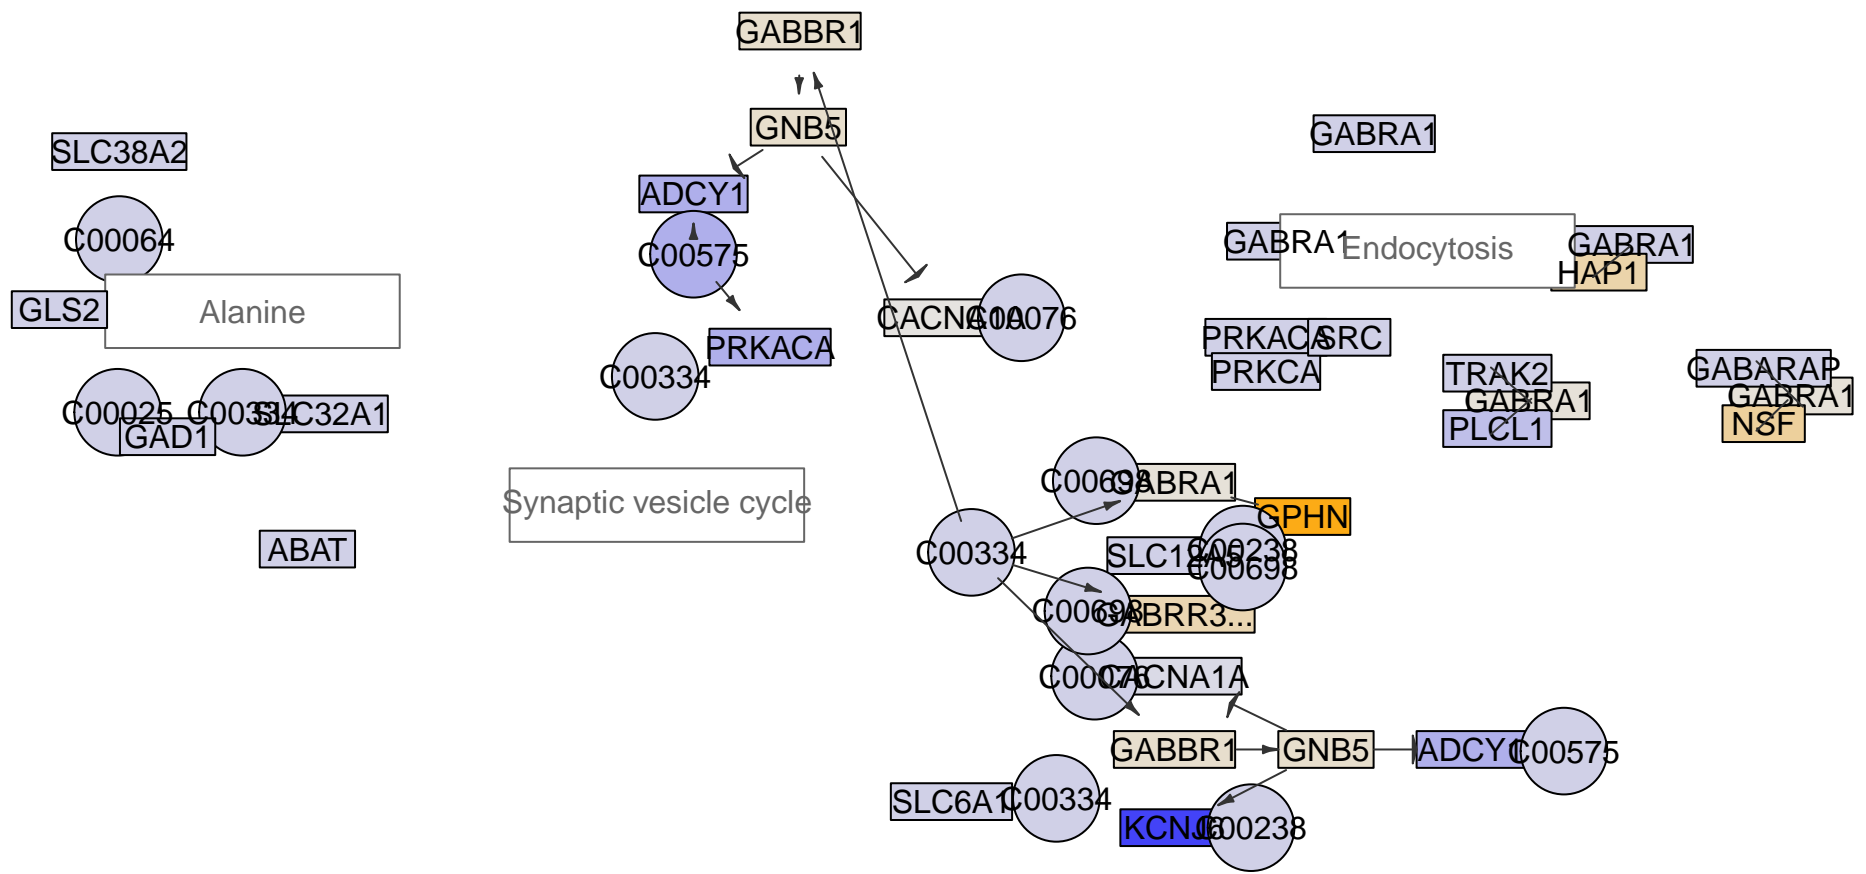 GABBR1
GNB5
GABRA1
SLC38A2
ADCY1
C00064
C00575
GABRA1
Endocytosis
GABRA1
HAP1
GLS2
Alanine
CACNA1A
C00076
PRKACA
SRC
PRKACA
C00334
PRKCA
TRAK2
GABARAP
GABRA1
GABRA1
C00025
C00334
SLC32A1
GAD1
PLCL1
NSF
C00698
GABRA1
Synaptic vesicle cycle
GPHN
ABAT
C00334
SLC12A5
C00238
C00698
C00698
GABRR3...
C00076
CACNA1A
GABBR1
GNB5
ADCY1
C00575
SLC6A1
C00334
KCNJ6
C00238